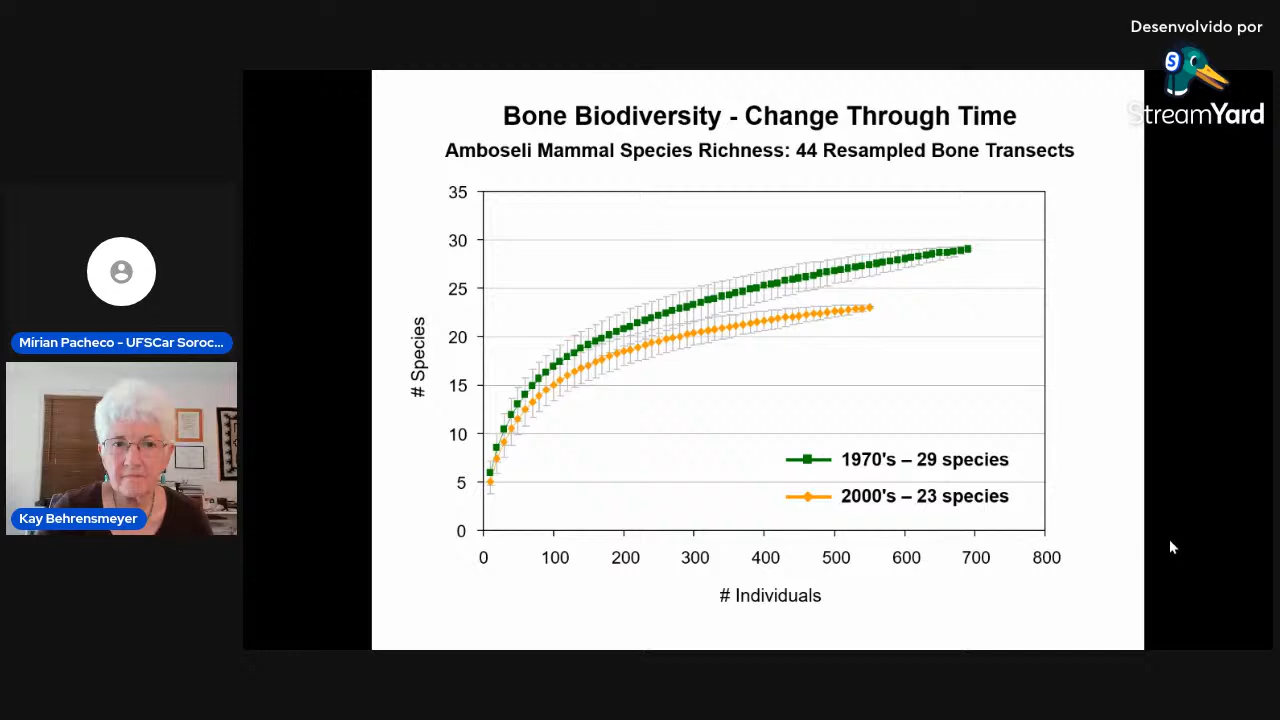 Desenvolvido por
S
StreamYard
Bone Biodiversity - Change Through Time
Amboseli Mammal Species Richness: 44 Resampled Bone Transects
35
30
25
20
15
10
5
0
# Species
1970's – 29 species
2000's – 23 species
0 100 200 300 400 500 600 700 800
# Individuals
Mírian Pacheco - UFSCar Soroc...
Kay Behrensmeyer